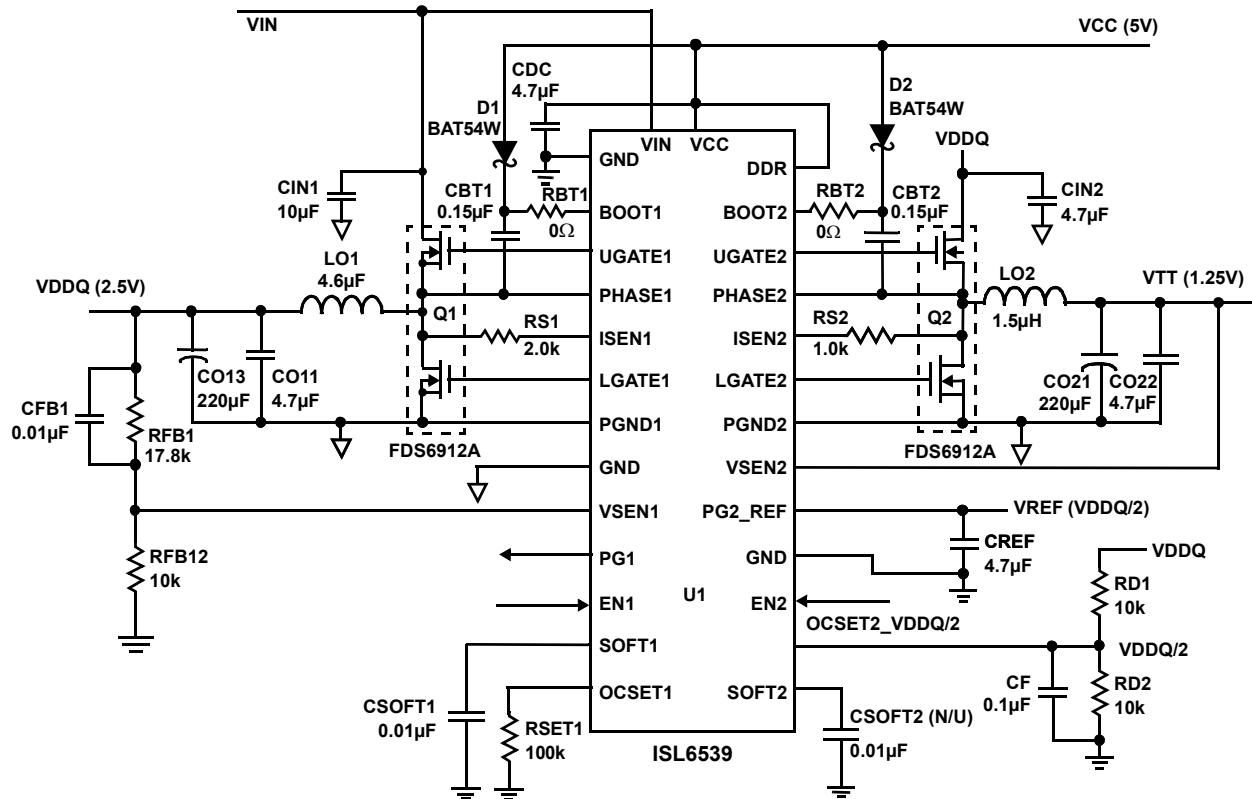 VIN
VCC (5V)
CDC
4.7µF
D1
BAT54W
D2
BAT54W
VIN
VCC
VDDQ
GND
DDR
CIN1
10µF
CBT1
0.15µF
RBT1
0Ω
BOOT1
BOOT2
RBT2
0Ω
CBT2
0.15µF
CIN2
4.7µF
UGATE1
UGATE2
LO1
4.6µF
VDDQ (2.5V)
PHASE1
PHASE2
LO2
1.5µH
VTT (1.25V)
Q1
RS1
2.0k
ISEN1
ISEN2
RS2
1.0k
Q2
CO13
220µF
CO11
4.7µF
LGATE1
LGATE2
CO21
220µF
CO22
4.7µF
CFB1
0.01µF
RFB1
17.8k
PGND1
PGND2
FDS6912A
FDS6912A
GND
VSEN2
VSEN1
PG2_REF
VREF (VDDQ/2)
RFB12
10k
PG1
GND
CREF
4.7µF
VDDQ
U1
EN1
EN2
OCSET2_VDDQ/2
RD1
10k
SOFT1
VDDQ/2
OCSET1
SOFT2
CF
0.1µF
RD2
10k
CSOFT1
0.01µF
RSET1
100k
CSOFT2 (N/U)
0.01µF
ISL6539